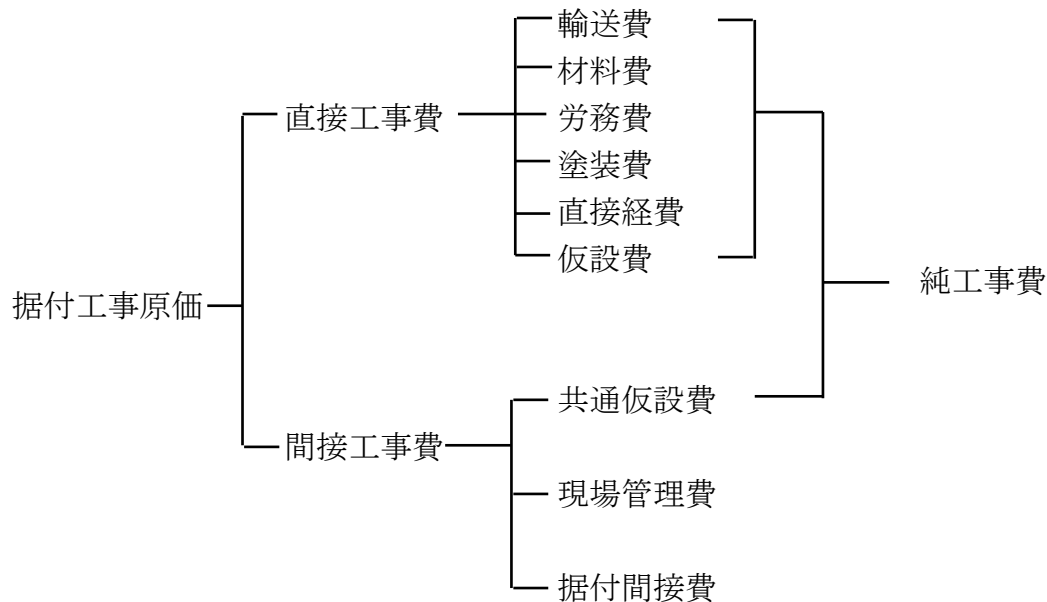 輸送費
材料費
直接工事費
労務費
塗装費
直接経費
仮設費
純工事費
据付工事原価
共通仮設費
間接工事費
現場管理費
据付間接費